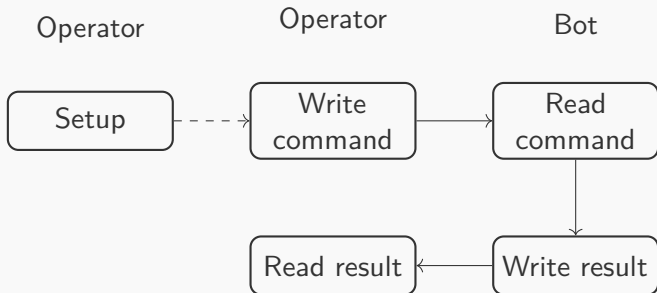 Operator
Operator
Bot
Setup
Write
command
Read
command
Read result
Write result